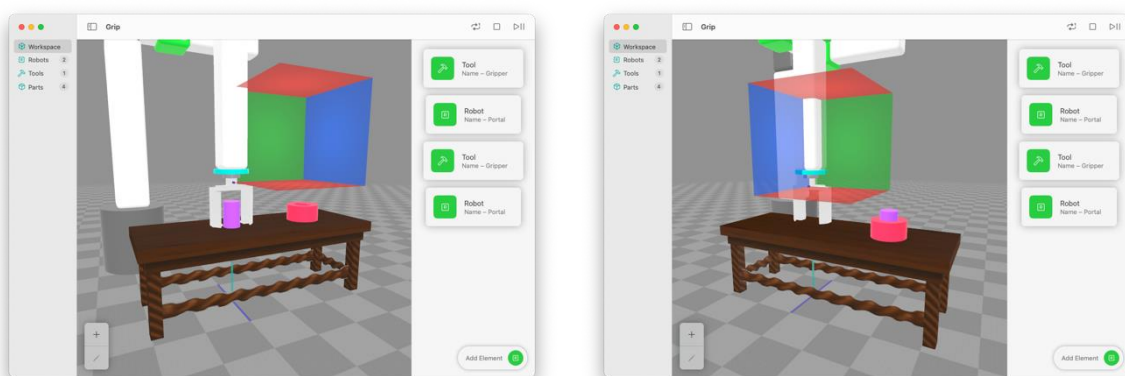 Grip
Workspace
Robots 2
Tools 1
Parts 4
Tool
Name – Gripper
Robot
Name – Portal
Tool
Name – Gripper
Robot
Name – Portal
Add Element
Grip
Workspace
Robots 2
Tools 1
Parts 4
Tool
Name – Gripper
Robot
Name – Portal
Tool
Name – Gripper
Robot
Name – Portal
Add Element